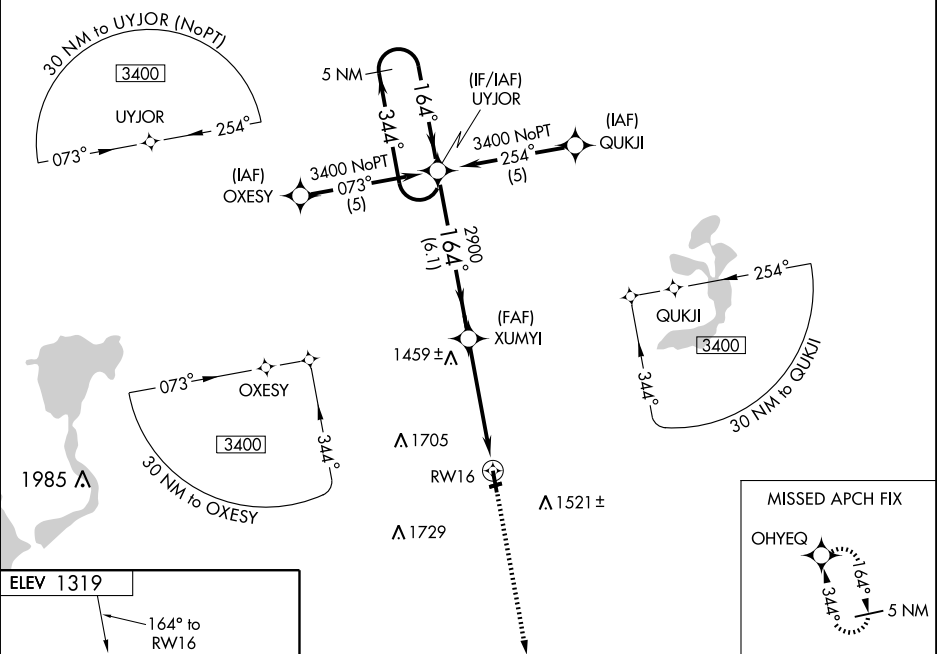 30 NM to UYJOR (NoPT)
3400
UYJOR
073°
254°
5 NM
164°
344°
(IF/IAF)
UYJOR
(IAF)
QUKJI
3400 NoPT
254°
(5)
(IAF)
OXESY
3400 NoPT
073°
(5)
2900
164°
(6.1)
(FAF)
XUMYI
1459 ±
254°
QUKJI
3400
344°
30 NM to QUKJI
073°
OXESY
3400
344°
30 NM to OXESY
1705
RW16
1985
1521 ±
1729
MISSED APCH FIX
OHYEQ
164°
344°
5 NM
ELEV 1319
164° to
RW16